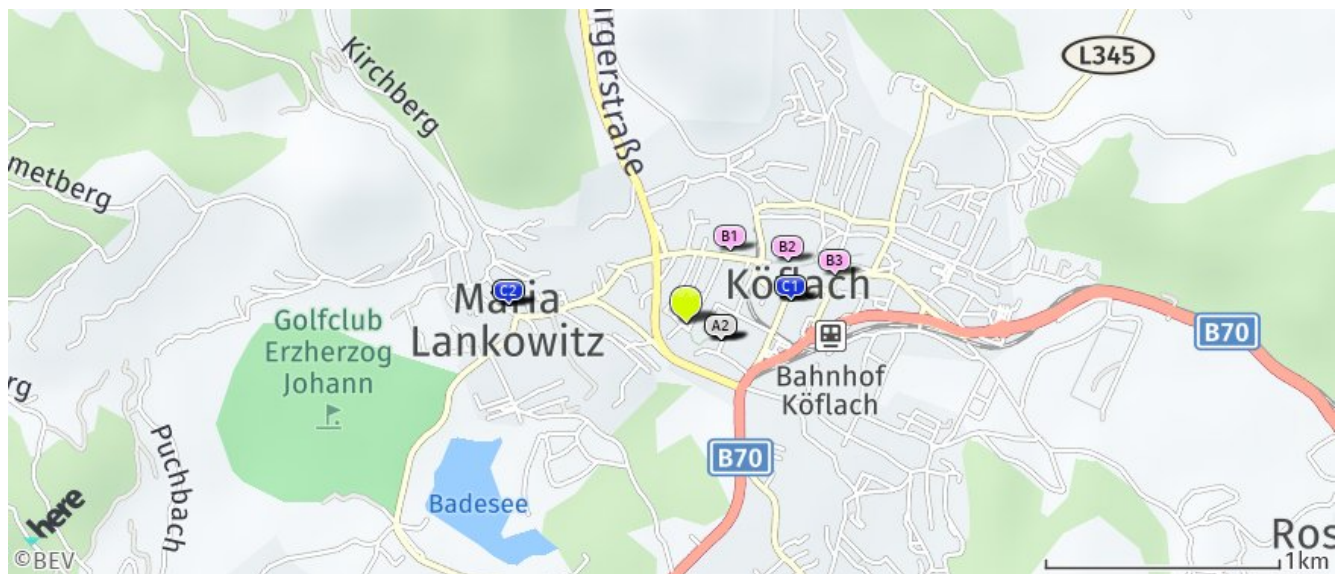 urgerstraße
Kirchberg
L345
metberg
B1
B2
B3
Köflach
C1
C2
Maria
Lankowitz
A2
Golfclub
Erzherzog
Johann
Bahnhof
Köflach
B70
B70
rg
Puchbach
Badesee
here
©BEV
Ros
1km